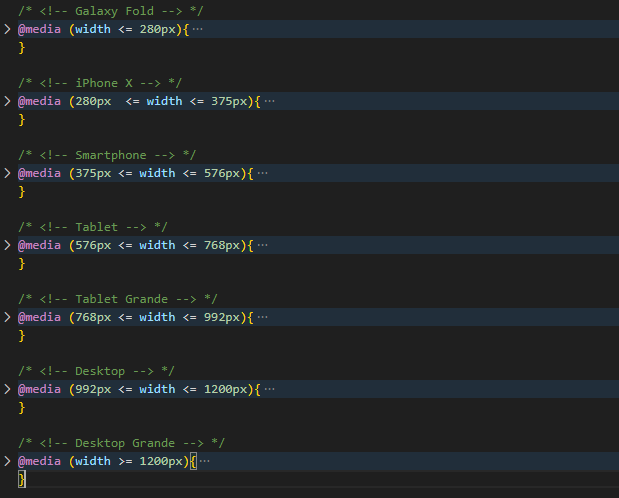 /* <!-- Galaxy Fold --> */
@media (width <= 280px){ ···
}
/* <!-- iPhone X --> */
@media (280px  <= width <= 375px){ ···
}
/* <!-- Smartphone --> */
@media (375px <= width <= 576px){ ···
}
/* <!-- Tablet --> */
@media (576px <= width <= 768px){ ···
}
/* <!-- Tablet Grande --> */
@media (768px <= width <= 992px){ ···
}
/* <!-- Desktop --> */
@media (992px <= width <= 1200px){ ···
}
/* <!-- Desktop Grande --> */
@media (width >= 1200px){ ···
}